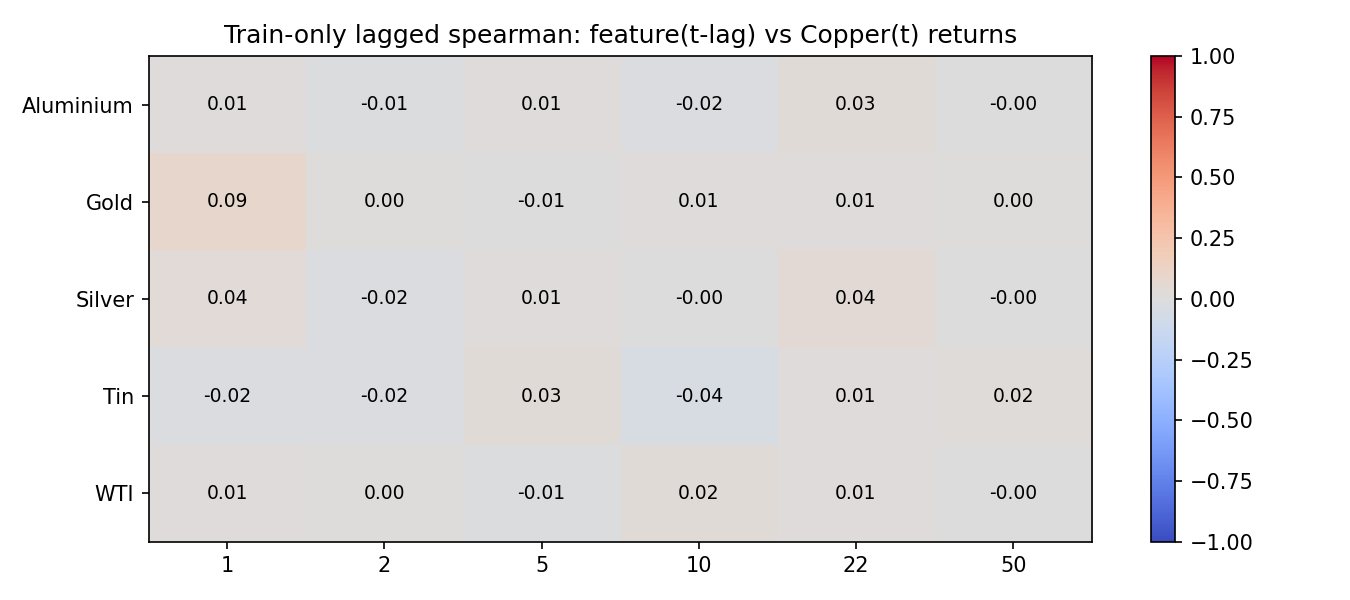 Train-only lagged spearman: feature(t-lag) vs Copper(t) returns
Aluminium 0.01 -0.01 0.01 -0.02 0.03 -0.00
Gold 0.09 0.00 -0.01 0.01 0.01 0.00
Silver 0.04 -0.02 0.01 -0.00 0.04 -0.00
Tin -0.02 -0.02 0.03 -0.04 0.01 0.02
WTI 0.01 0.00 -0.01 0.02 0.01 -0.00
1 2 5 10 22 50
1.00
0.75
0.50
0.25
0.00
−0.25
−0.50
−0.75
−1.00